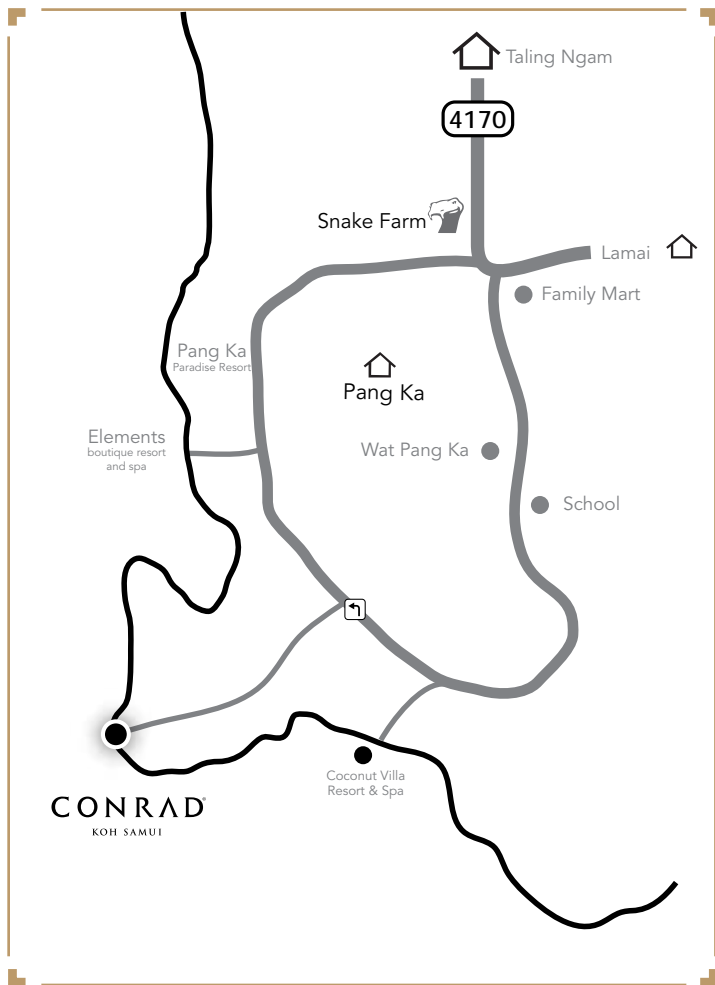 Taling Ngam
4170
Snake Farm
Lamai
Family Mart
Pang Ka
Paradise Resort
Pang Ka
Elements
boutique resort
and spa
Wat Pang Ka
School
Coconut Villa
Resort & Spa
CONRAD®
KOH SAMUI